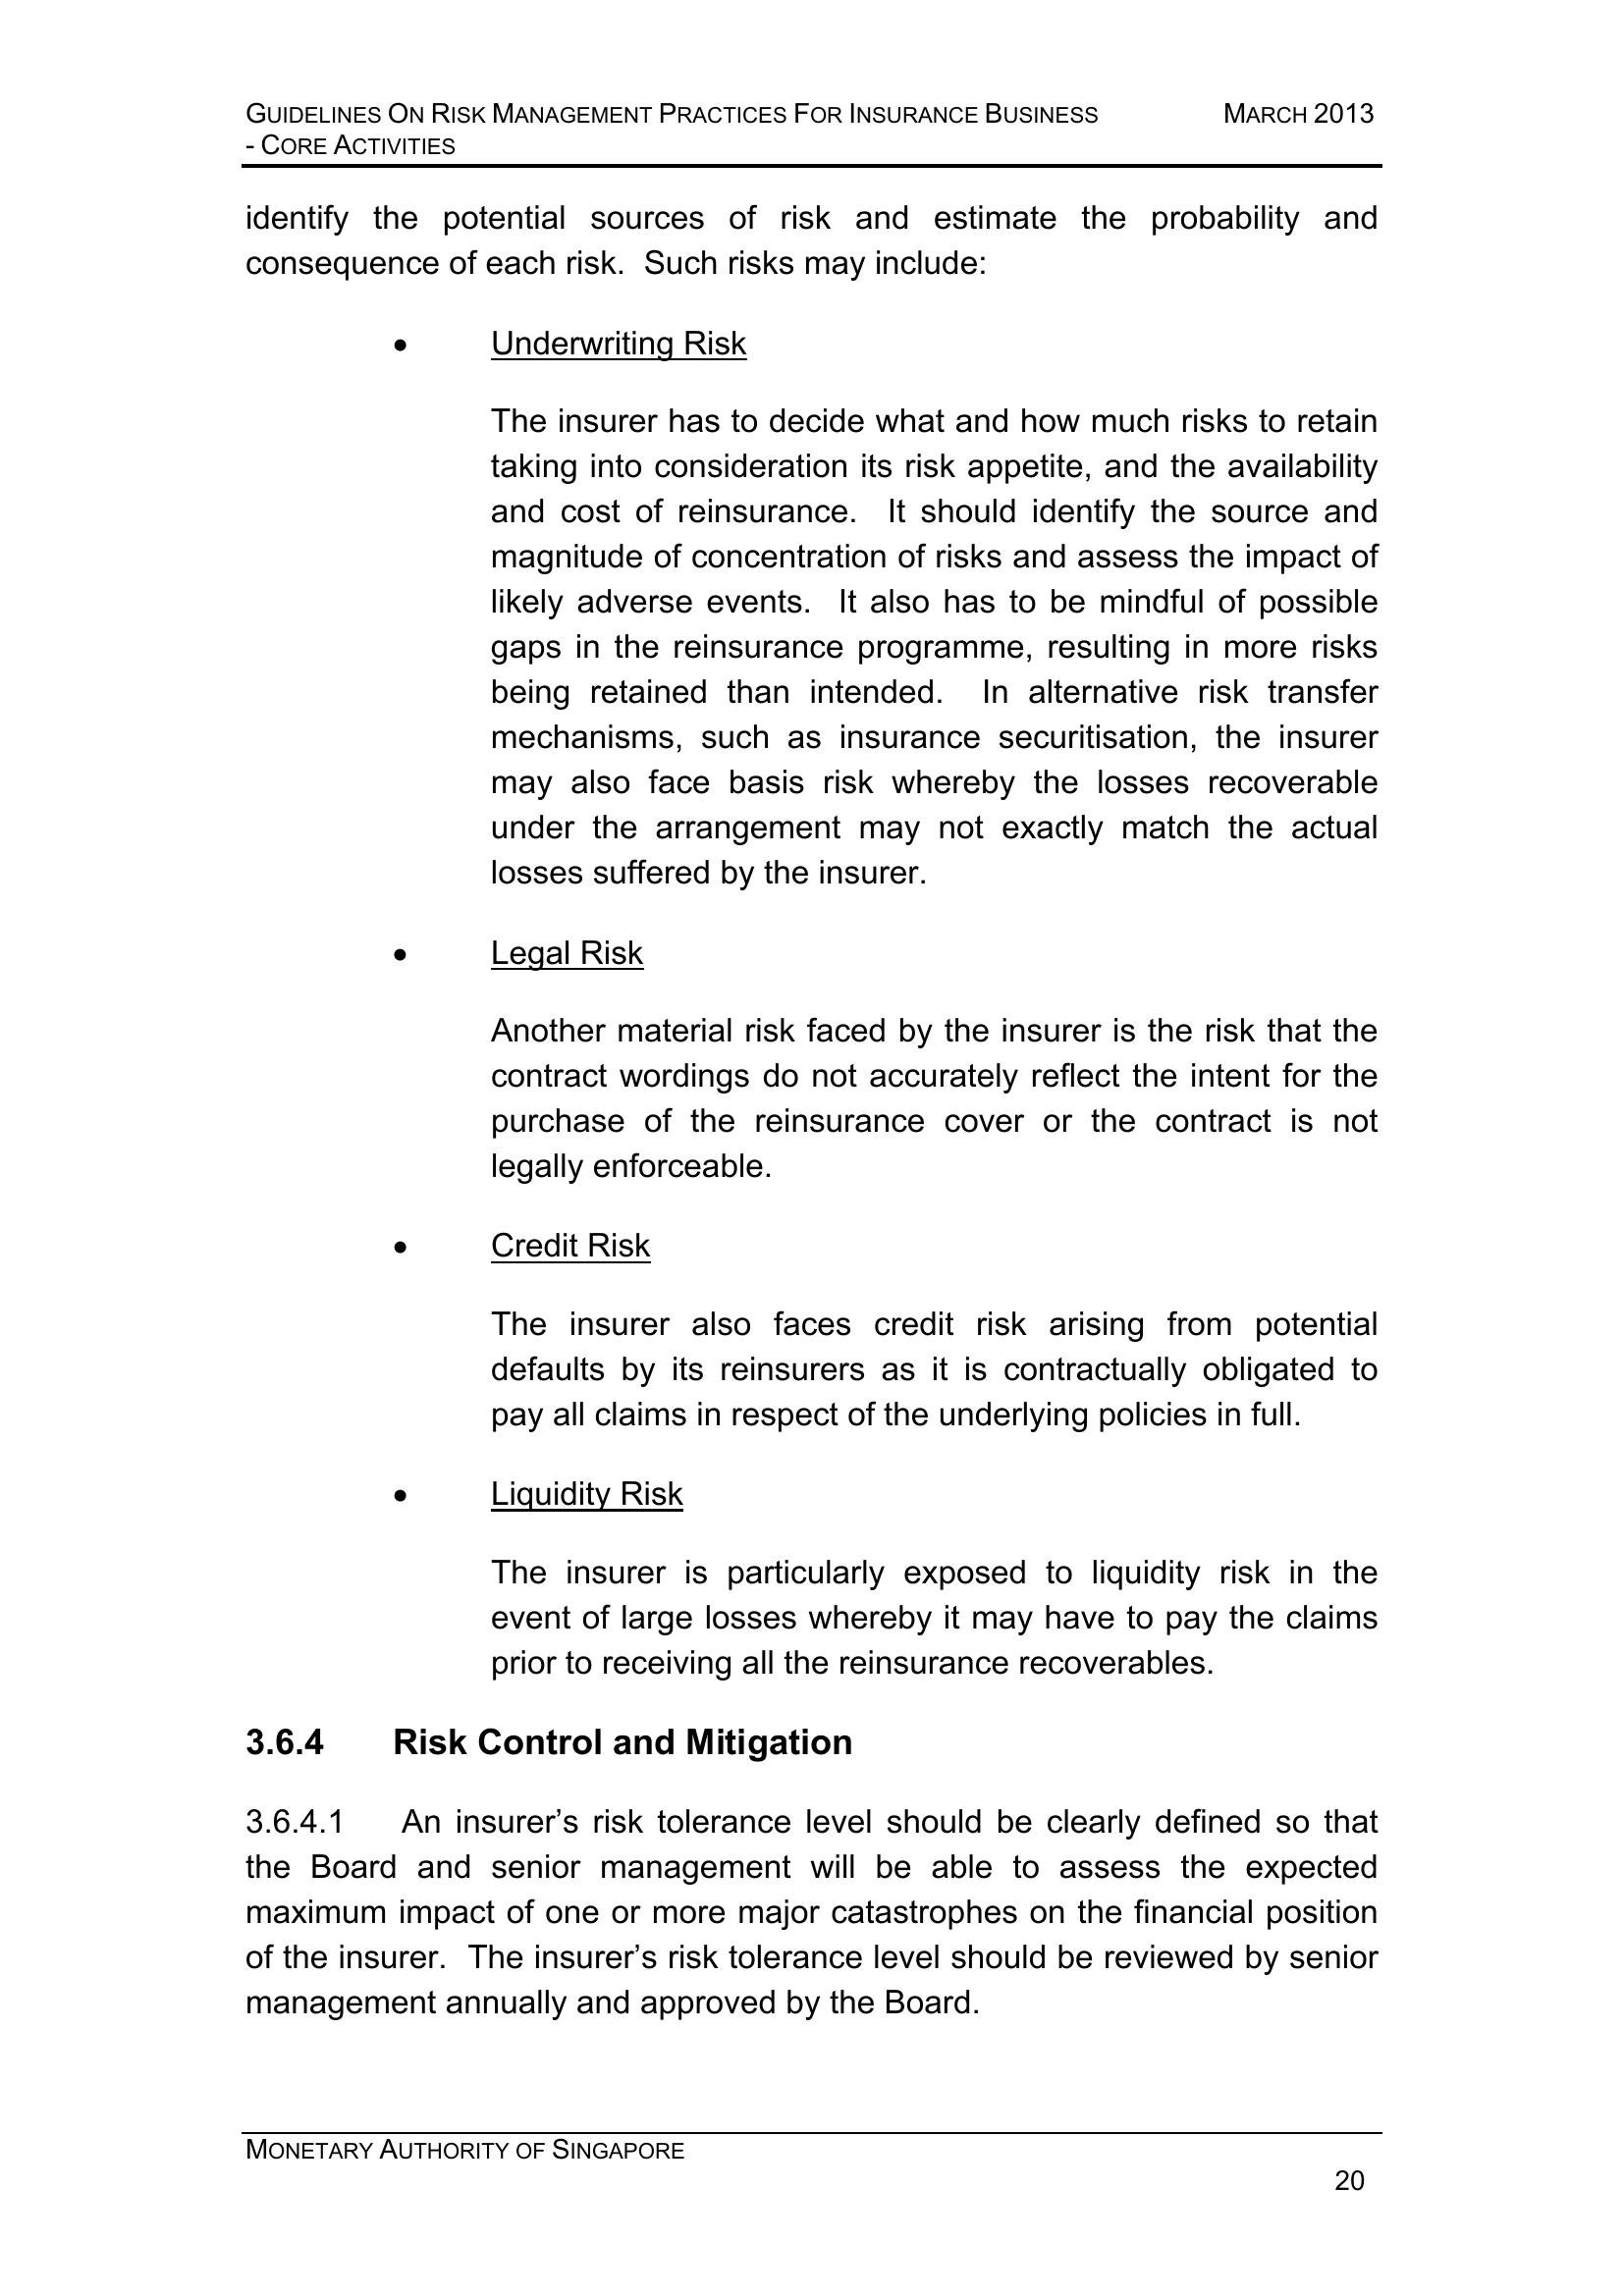 GUIDELINES ON RISK MANAGEMENT PRACTICES FOR INSURANCE BUSINESS MARCH 2013
- CORE ACTIVITIES
identify the potential sources of risk and estimate the probability and
consequence of each risk. Such risks may include:
• Underwriting Risk
The insurer has to decide what and how much risks to retain
taking into consideration its risk appetite, and the availability
and cost of reinsurance. It should identify the source and
magnitude of concentration of risks and assess the impact of
likely adverse events. It also has to be mindful of possible
gaps in the reinsurance programme, resulting in more risks
being retained than intended. In alternative risk transfer
mechanisms, such as insurance securitisation, the insurer
may also face basis risk whereby the losses recoverable
under the arrangement may not exactly match the actual
losses suffered by the insurer.
• Legal Risk
Another material risk faced by the insurer is the risk that the
contract wordings do not accurately reflect the intent for the
purchase of the reinsurance cover or the contract is not
legally enforceable.
• Credit Risk
The insurer also faces credit risk arising from potential
defaults by its reinsurers as it is contractually obligated to
pay all claims in respect of the underlying policies in full.
• Liquidity Risk
The insurer is particularly exposed to liquidity risk in the
event of large losses whereby it may have to pay the claims
prior to receiving all the reinsurance recoverables.
3.6.4 Risk Control and Mitigation
3.6.4.1 An insurer’s risk tolerance level should be clearly defined so that
the Board and senior management will be able to assess the expected
maximum impact of one or more major catastrophes on the financial position
of the insurer. The insurer’s risk tolerance level should be reviewed by senior
management annually and approved by the Board.
MONETARY AUTHORITY OF SINGAPORE
20